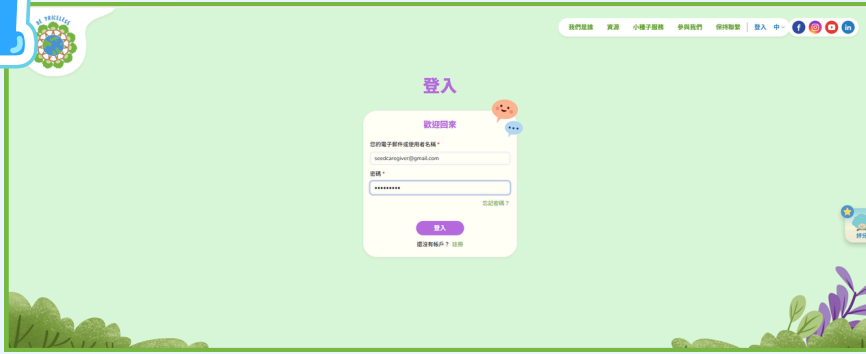 BE PRICELESS
我們是誰 資源 小種子服務 參與我們 保持聯繫 登入 中
登入
歡迎回來
您的電子郵件或使用者名稱 *
seedcaregiver@gmail.com
密碼 *
•••••••••
忘記密碼？
登入
還沒有帳戶？ 註冊